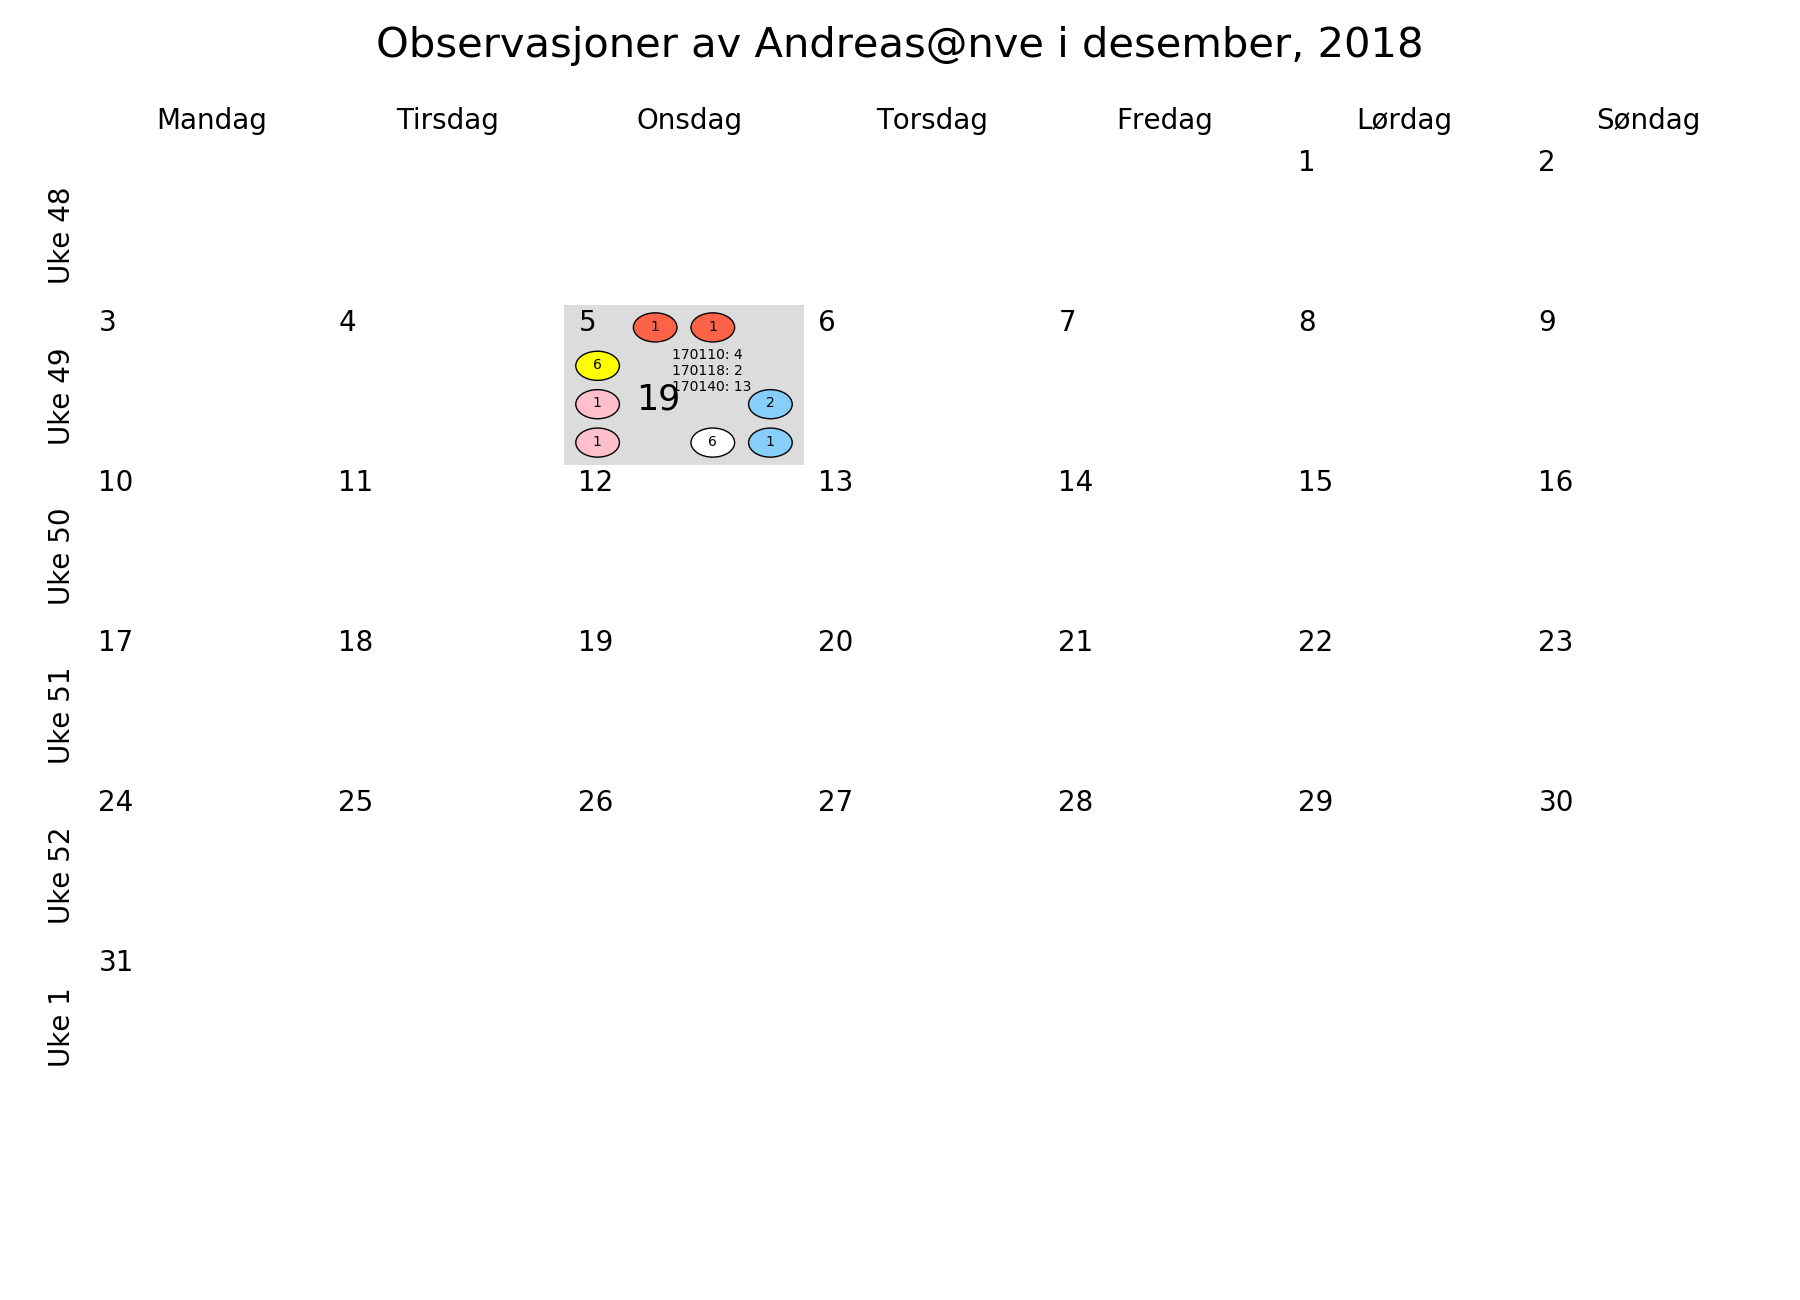 Observasjoner av Andreas@nve i desember, 2018
Mandag Tirsdag Onsdag Torsdag Fredag Lørdag Søndag
1 2
Uke 48
3 4 5 1 1 6 7 8 9
6
170110: 4
170118: 2
170140: 13
Uke 49
1 19 2
1 6 1
10 11 12 13 14 15 16
Uke 50
17 18 19 20 21 22 23
Uke 51
24 25 26 27 28 29 30
Uke 52
31
Uke 1